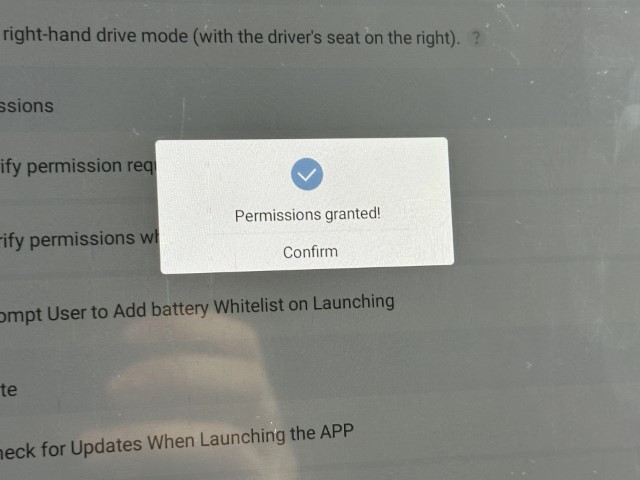 right-hand drive mode (with the driver's seat on the right). ?
ssions
ify permission req
Permissions granted!
rify permissions wh
Confirm
ompt User to Add battery Whitelist on Launching
te
heck for Updates When Launching the APP